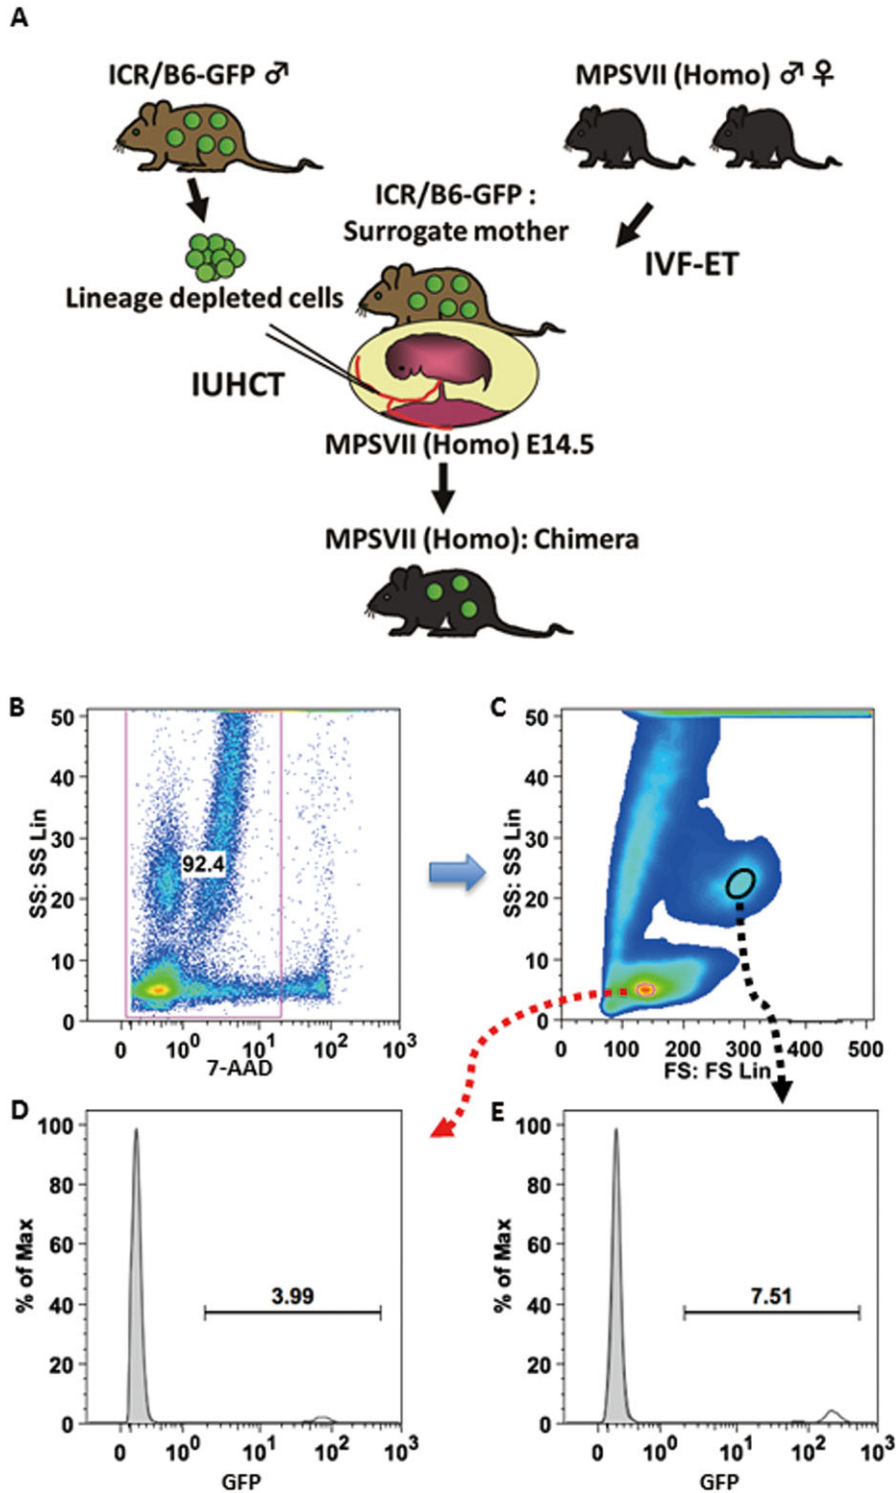 A
ICR/B6-GFP ♂
MPSVII (Homo) ♂ ♀
ICR/B6-GFP :
Surrogate mother
IVF-ET
Lineage depleted cells
IUHCT
MPSVII (Homo) E14.5
MPSVII (Homo): Chimera
B
SS: SS Lin
50
40
30
20
10
0
92.4
0 10⁰ 10¹ 10² 10³
7-AAD
C
SS: SS Lin
50
40
30
20
10
0
0 100 200 300 400 500
FS: FS Lin
D
% of Max
100
80
60
40
20
0
3.99
0 10⁰ 10¹ 10² 10³
GFP
E
% of Max
100
80
60
40
20
0
7.51
0 10⁰ 10¹ 10² 10³
GFP